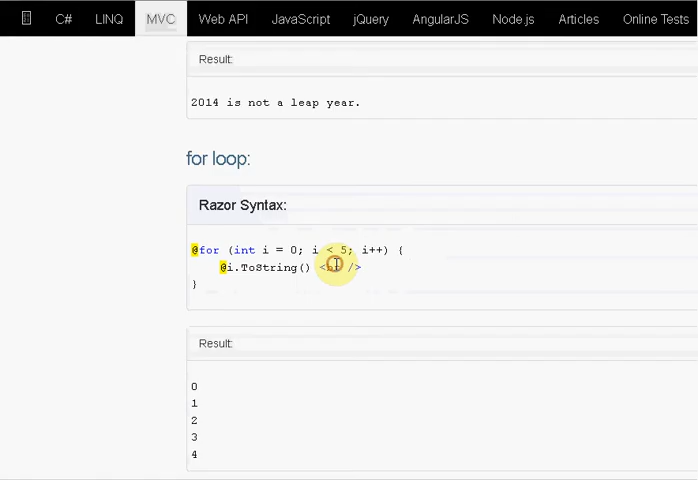 C# LINQ MVC Web API JavaScript jQuery AngularJS Node.js Articles Online Tests
Result:
2014 is not a leap year.
for loop:
Razor Syntax:
@for (int i = 0; i < 5; i++) {
@i.ToString() <br />
}
Result:
0
1
2
3
4